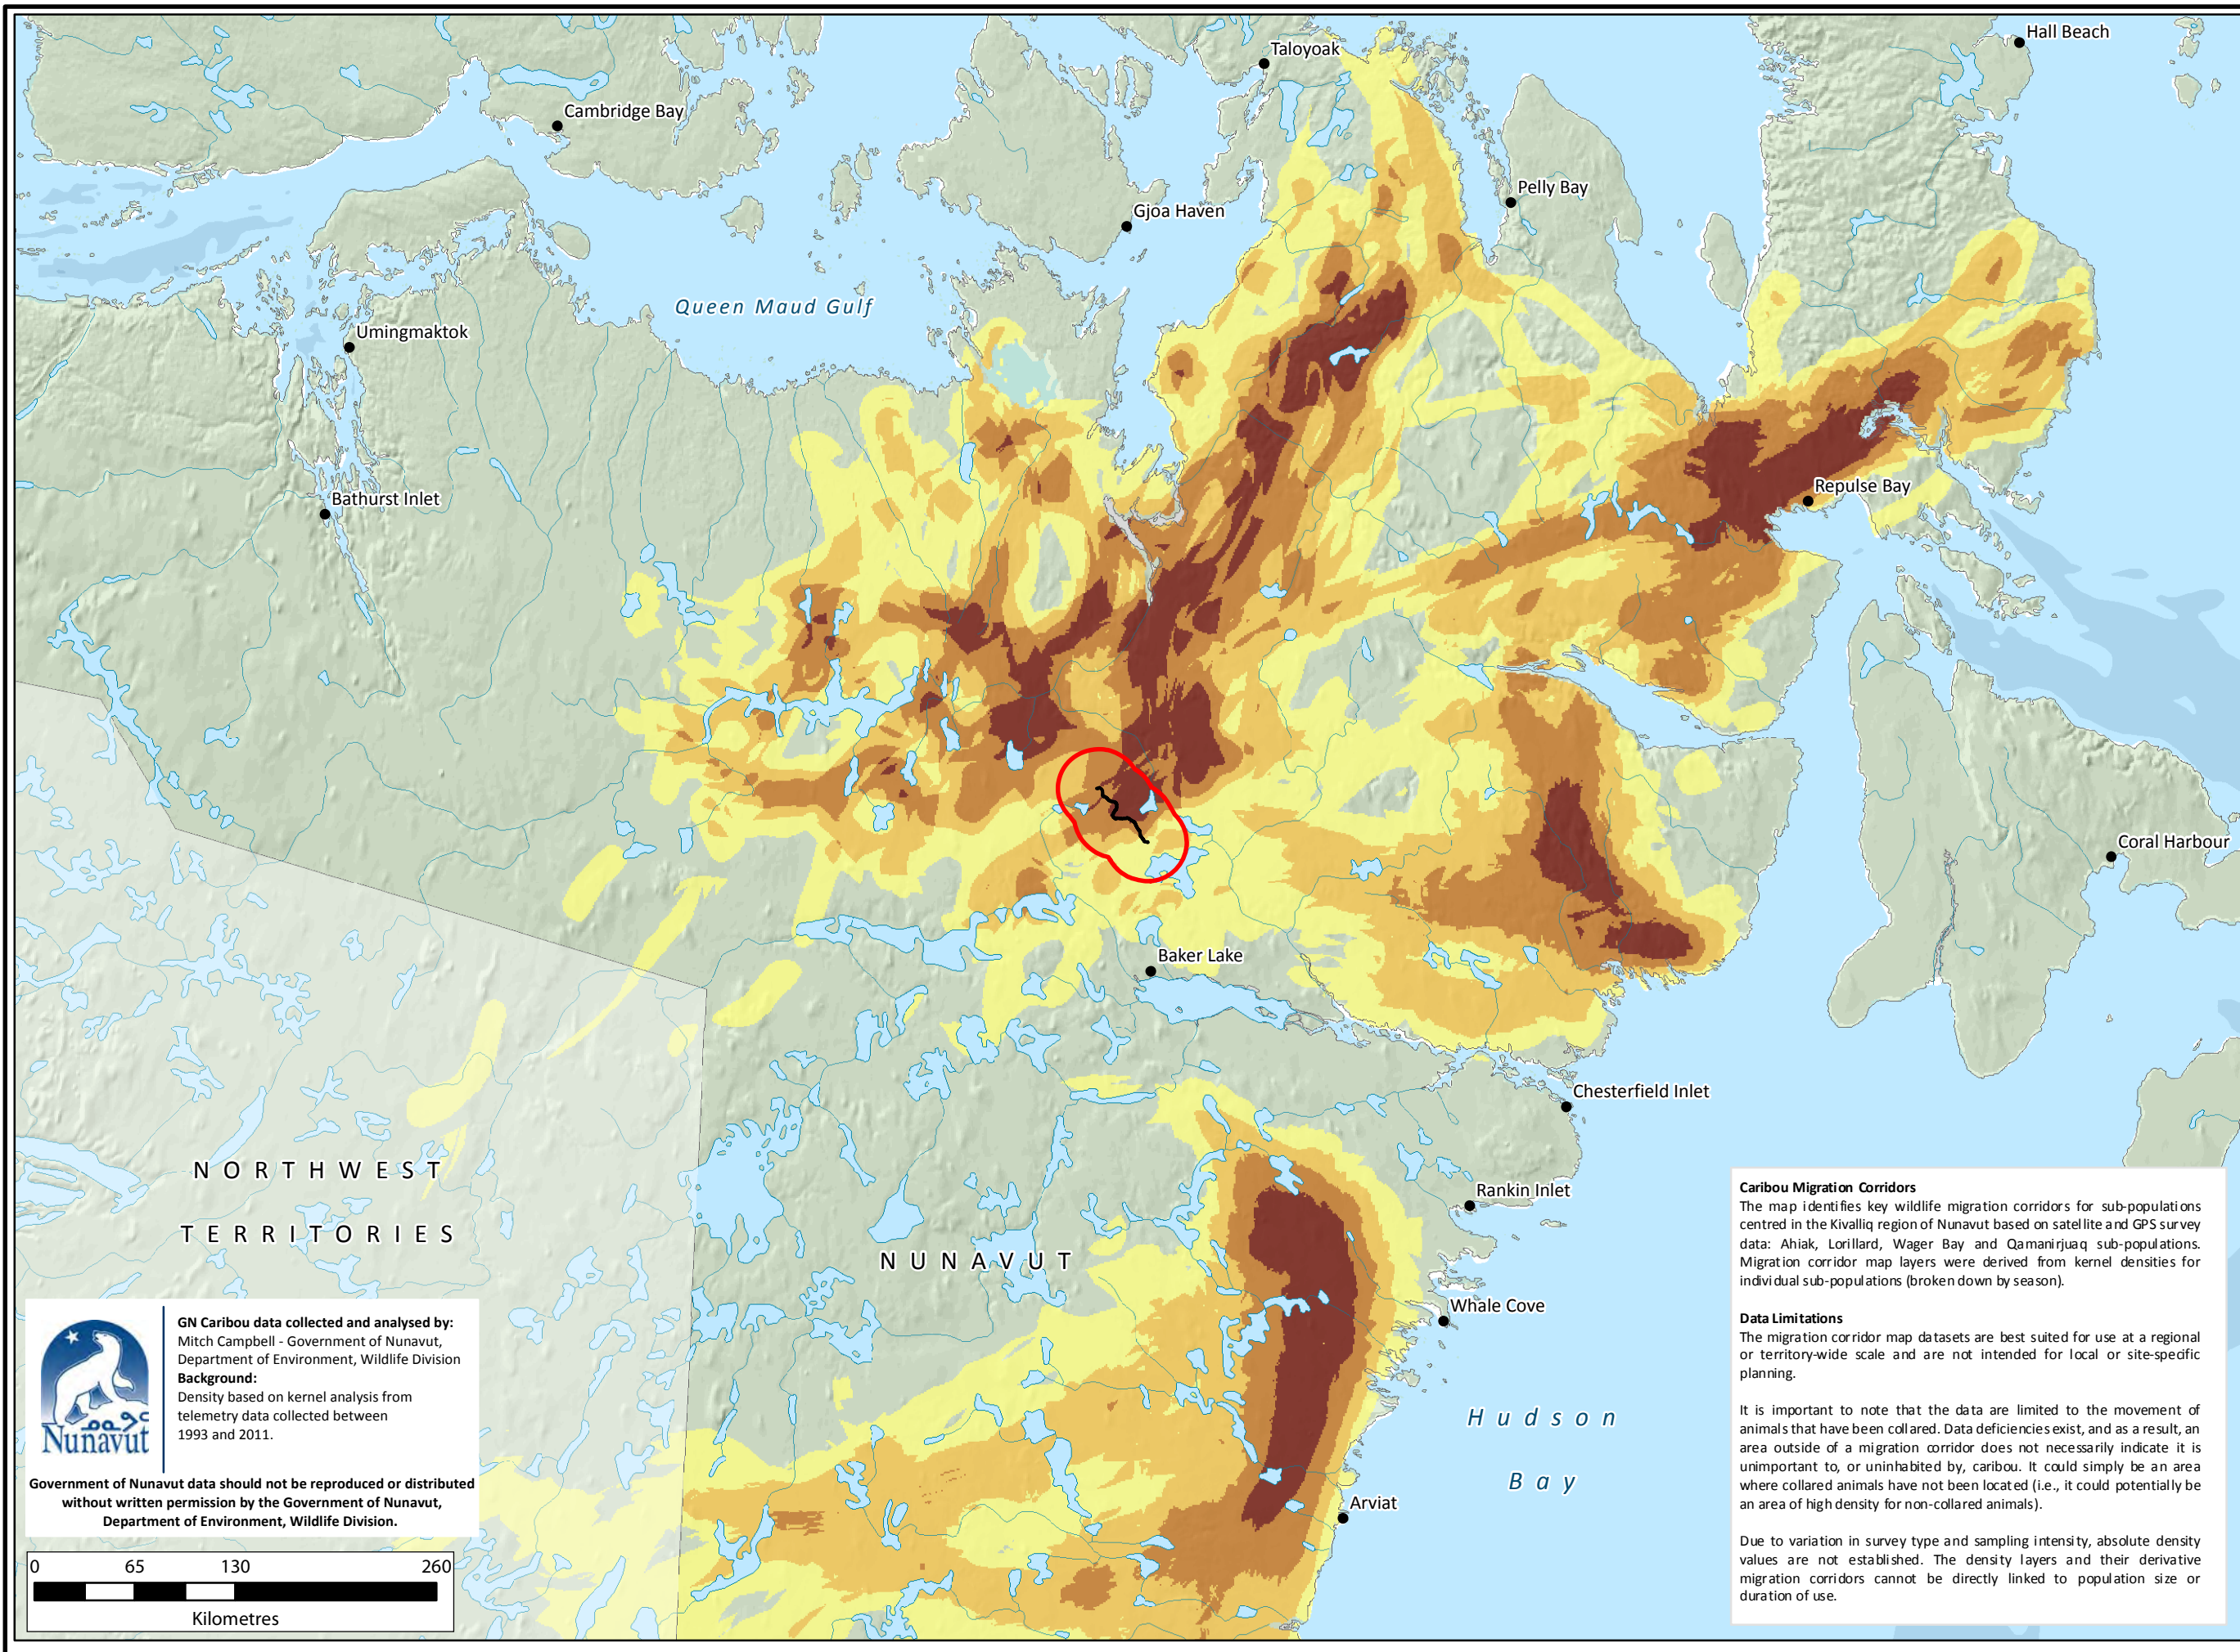 Hall Beach
Taloyoak
Cambridge Bay
Pelly Bay
Gjoa Haven
Queen Maud Gulf
Umingmaktok
Repulse Bay
Bathurst Inlet
Coral Harbour
Baker Lake
Chesterfield Inlet
NORTHWEST
TERRITORIES
Rankin Inlet
NUNAVUT
Whale Cove
Hudson
Bay
Arviat
Caribou Migration Corridors
The map identifies key wildlife migration corridors for sub-populations
centred in the Kivalliq region of Nunavut based on satellite and GPS survey
data: Ahiak, Lorillard, Wager Bay and Qamanirjuaq sub-populations.
Migration corridor map layers were derived from kernel densities for
individual sub-populations (broken down by season).
Data Limitations
The migration corridor map datasets are best suited for use at a regional
or territory-wide scale and are not intended for local or site-specific
planning.
It is important to note that the data are limited to the movement of
animals that have been collared. Data deficiencies exist, and as a result, an
area outside of a migration corridor does not necessarily indicate it is
unimportant to, or uninhabited by, caribou. It could simply be an area
where collared animals have not been located (i.e., it could potentially be
an area of high density for non-collared animals).
Due to variation in survey type and sampling intensity, absolute density
values are not established. The density layers and their derivative
migration corridors cannot be directly linked to population size or
duration of use.
ᓄᓇᕗᑦ
Nunavut
GN Caribou data collected and analysed by:
Mitch Campbell - Government of Nunavut,
Department of Environment, Wildlife Division
Background:
Density based on kernel analysis from
telemetry data collected between
1993 and 2011.
Government of Nunavut data should not be reproduced or distributed
without written permission by the Government of Nunavut,
Department of Environment, Wildlife Division.
0 65 130 260
Kilometres